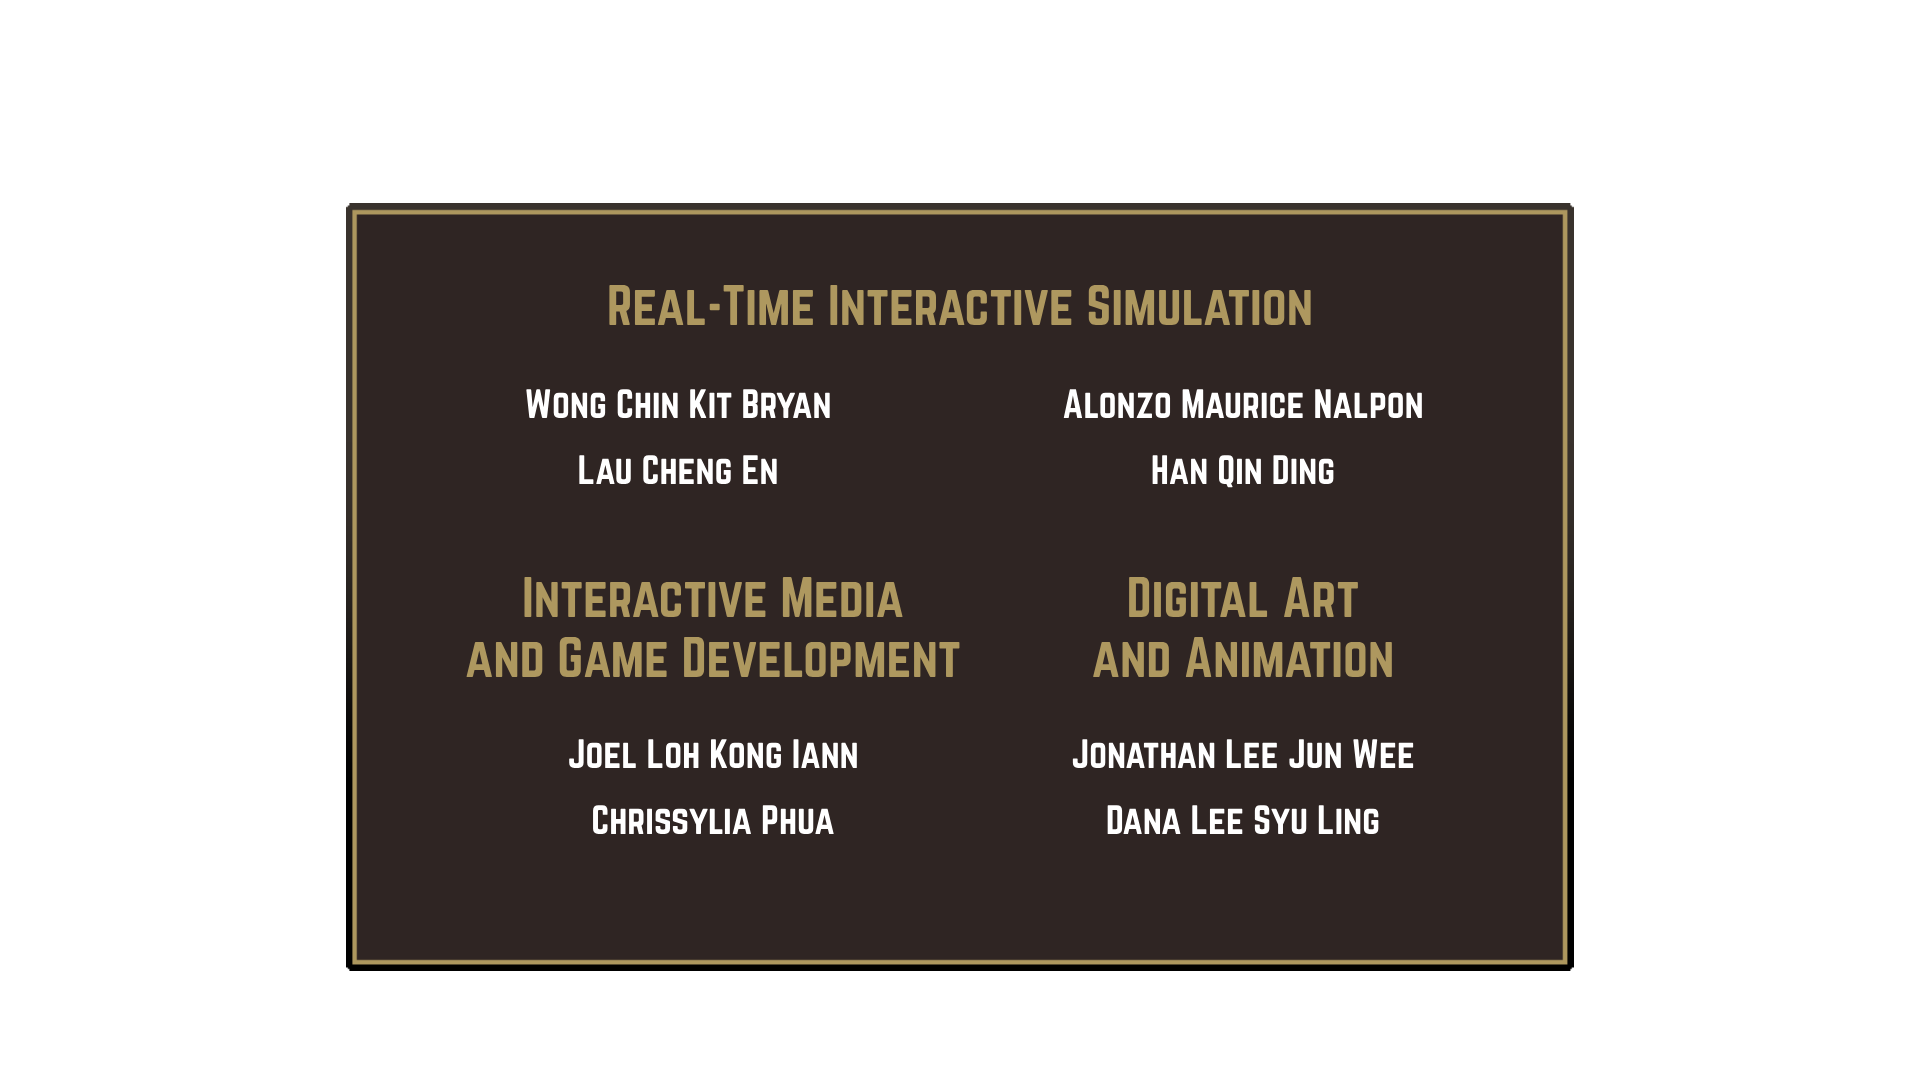 Real-Time Interactive Simulation
Wong Chin Kit Bryan
Alonzo Maurice Nalpon
Lau Cheng En
Han Qin Ding
Interactive Media
and Game Development
Joel Loh Kong Iann
Chrissylia Phua
Digital Art
and Animation
Jonathan Lee Jun Wee
Dana Lee Syu Ling